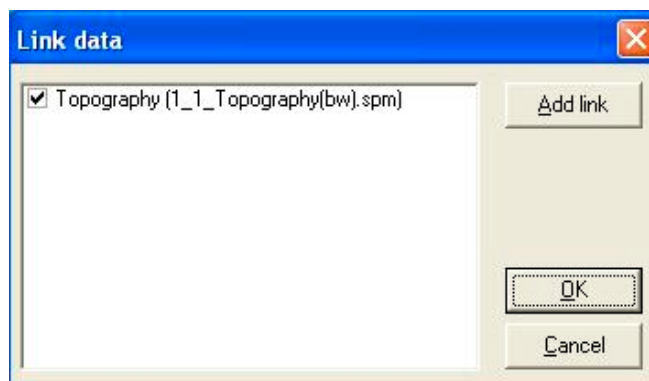 Link data
Topography (1_1_Topography(bw).spm)
Add link
OK
Cancel